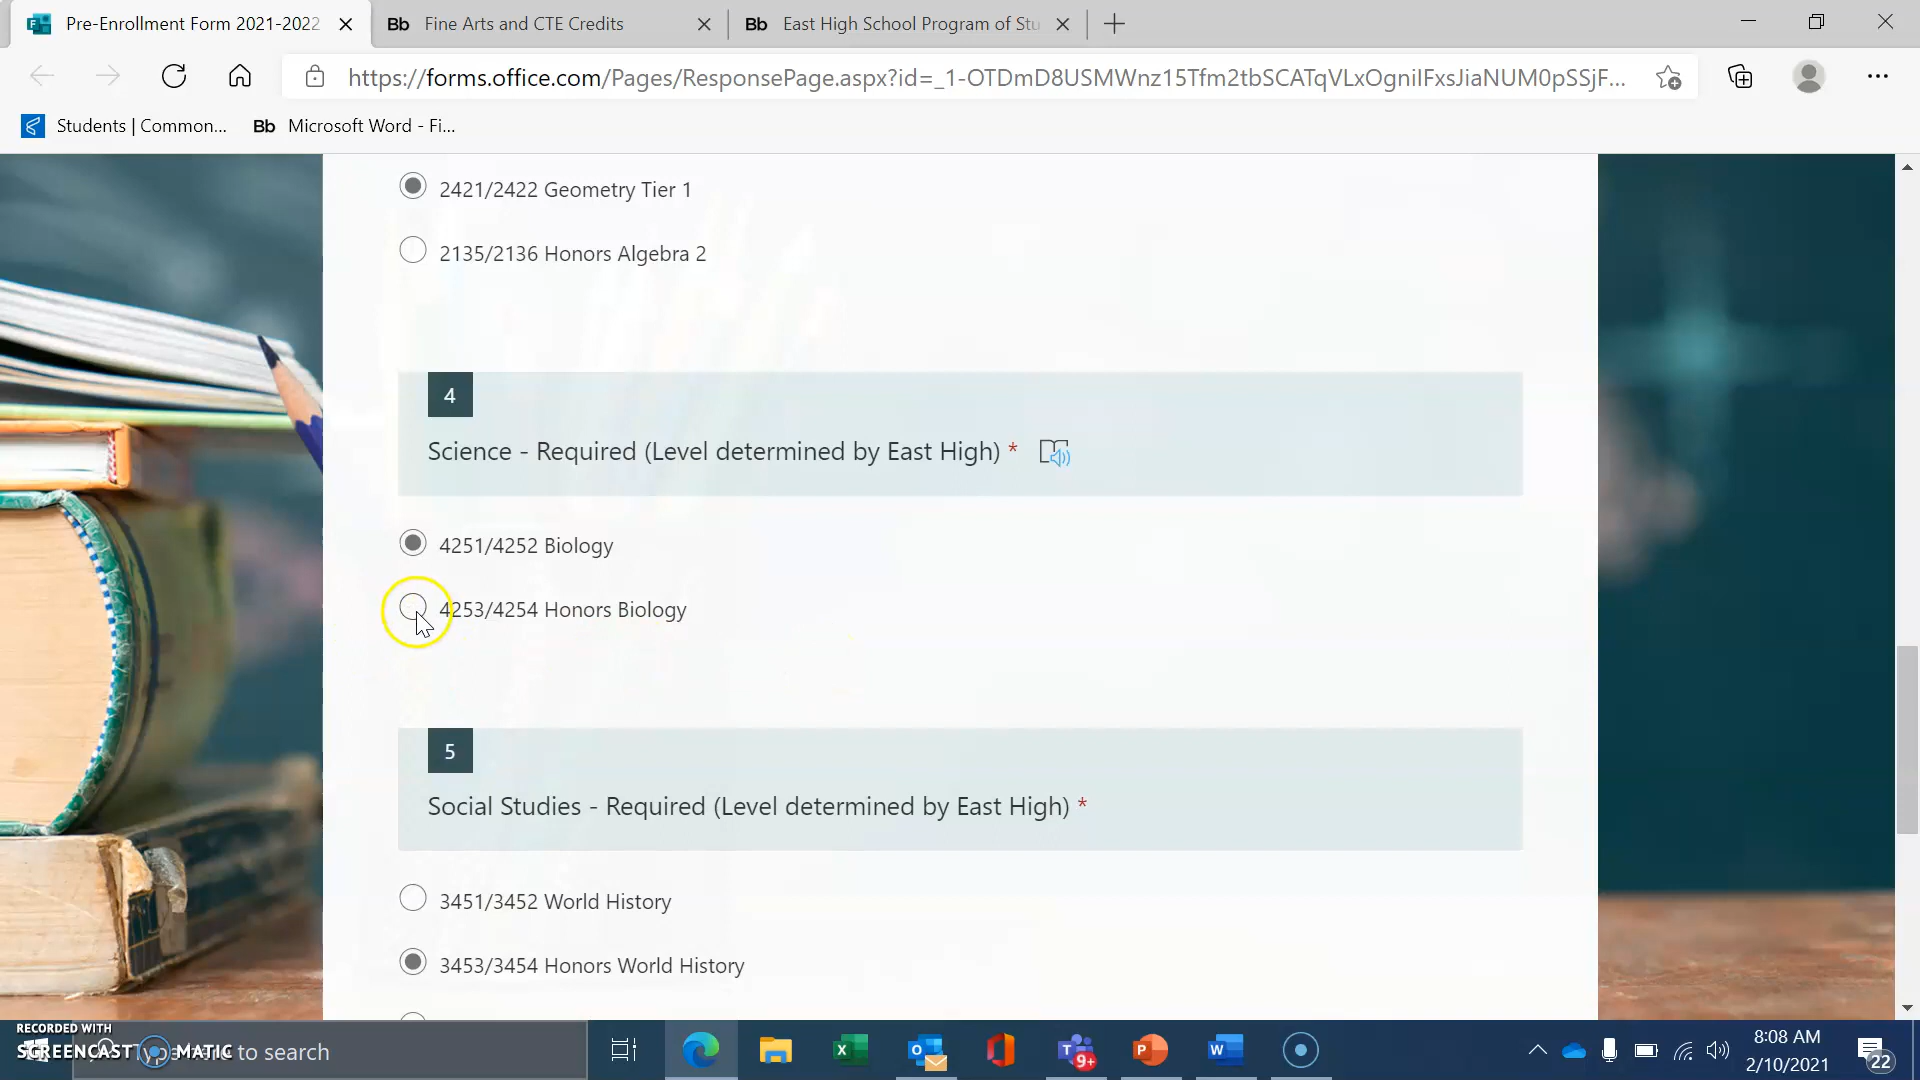 Pre-Enrollment Form 2021-2022
Bb Fine Arts and CTE Credits
Bb East High School Program of Stu
https://forms.office.com/Pages/ResponsePage.aspx?id=_1-OTDmD8USMWnz15Tfm2tbSCATqVLxOgniIFxsJiaNUM0pSSjF...
Students | Common...
Bb Microsoft Word - Fi...
2421/2422 Geometry Tier 1
2135/2136 Honors Algebra 2
4
Science - Required (Level determined by East High) *
4251/4252 Biology
4253/4254 Honors Biology
5
Social Studies - Required (Level determined by East High) *
3451/3452 World History
3453/3454 Honors World History
RECORDED WITH
SCREENCAST MATIC
Type here to search
9+
8:08 AM
2/10/2021
22